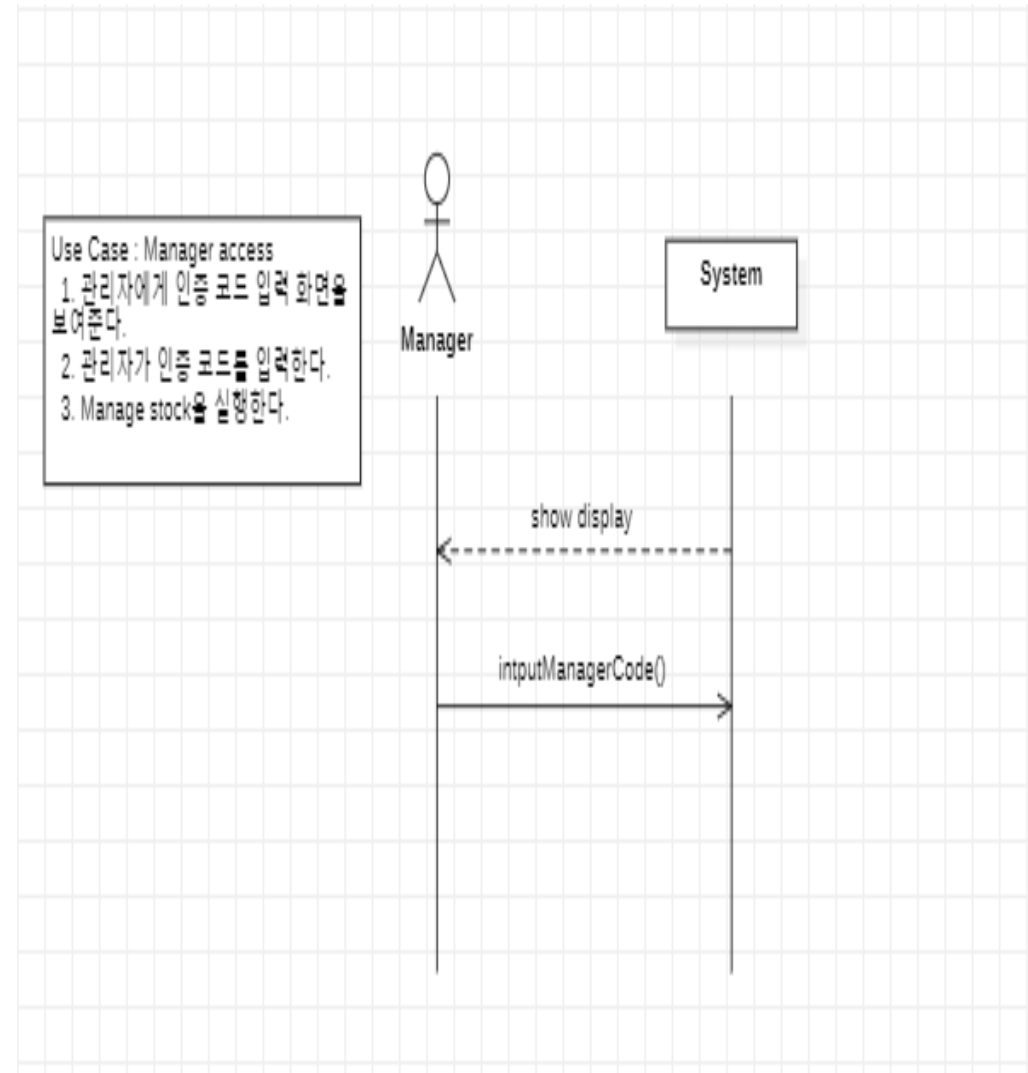 Use Case : Manager access
1. 관리자에게 인증 코드 입력 화면을
보여준다.
2. 관리자가 인증 코드를 입력한다.
3. Manage stock을 실행한다.
Manager
System
show display
intputManagerCode()